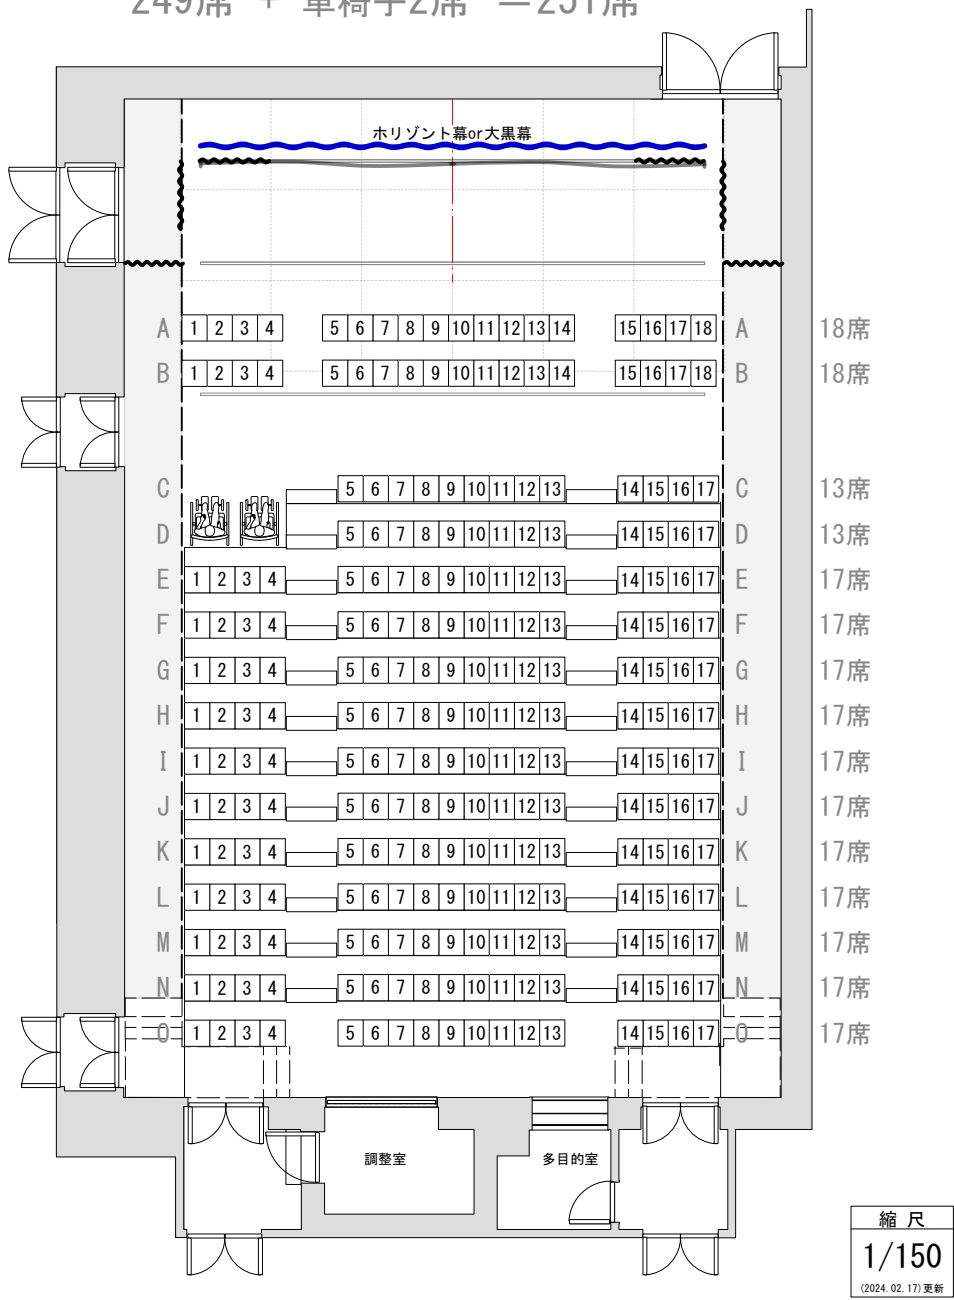 249席 + 車椅子2席 =251席
ホリゾント幕or大黒幕
A 1 2 3 4 5 6 7 8 9 10 11 12 13 14 15 16 17 18 A 18席
B 1 2 3 4 5 6 7 8 9 10 11 12 13 14 15 16 17 18 B 18席
C 5 6 7 8 9 10 11 12 13 14 15 16 17 C 13席
D 5 6 7 8 9 10 11 12 13 14 15 16 17 D 13席
E 1 2 3 4 5 6 7 8 9 10 11 12 13 14 15 16 17 E 17席
F 1 2 3 4 5 6 7 8 9 10 11 12 13 14 15 16 17 F 17席
G 1 2 3 4 5 6 7 8 9 10 11 12 13 14 15 16 17 G 17席
H 1 2 3 4 5 6 7 8 9 10 11 12 13 14 15 16 17 H 17席
I 1 2 3 4 5 6 7 8 9 10 11 12 13 14 15 16 17 I 17席
J 1 2 3 4 5 6 7 8 9 10 11 12 13 14 15 16 17 J 17席
K 1 2 3 4 5 6 7 8 9 10 11 12 13 14 15 16 17 K 17席
L 1 2 3 4 5 6 7 8 9 10 11 12 13 14 15 16 17 L 17席
M 1 2 3 4 5 6 7 8 9 10 11 12 13 14 15 16 17 M 17席
N 1 2 3 4 5 6 7 8 9 10 11 12 13 14 15 16 17 N 17席
O 1 2 3 4 5 6 7 8 9 10 11 12 13 14 15 16 17 O 17席
調整室
多目的室
縮 尺
1/150
(2024.02.17)更新